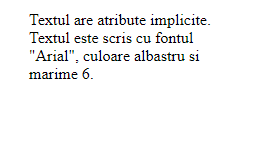 Textul are atribute implicite.
Textul este scris cu fontul
"Arial", culoare albastru si
marime 6.